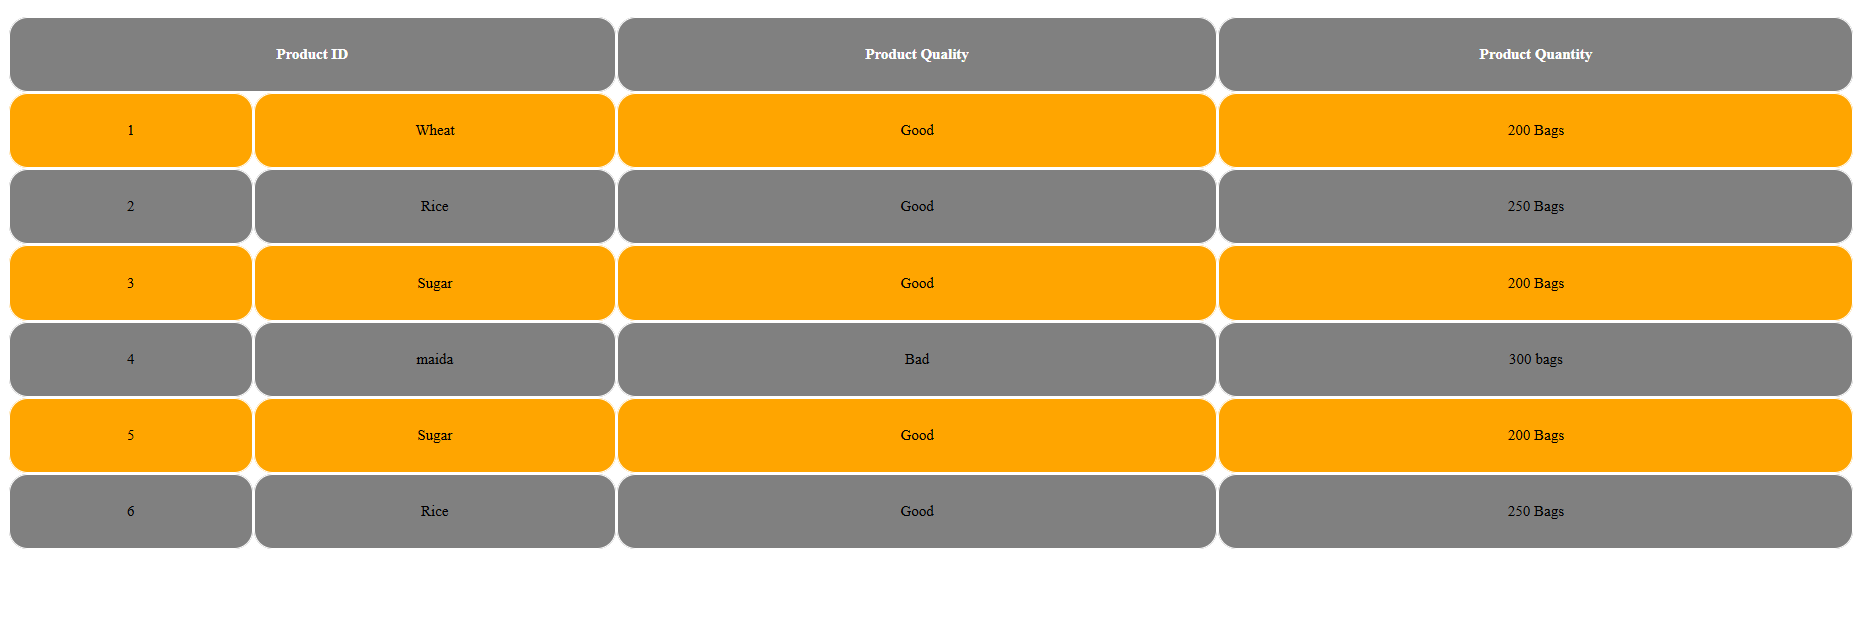 Product ID Product Quality Product Quantity
1 Wheat Good 200 Bags
2 Rice Good 250 Bags
3 Sugar Good 200 Bags
4 maida Bad 300 bags
5 Sugar Good 200 Bags
6 Rice Good 250 Bags